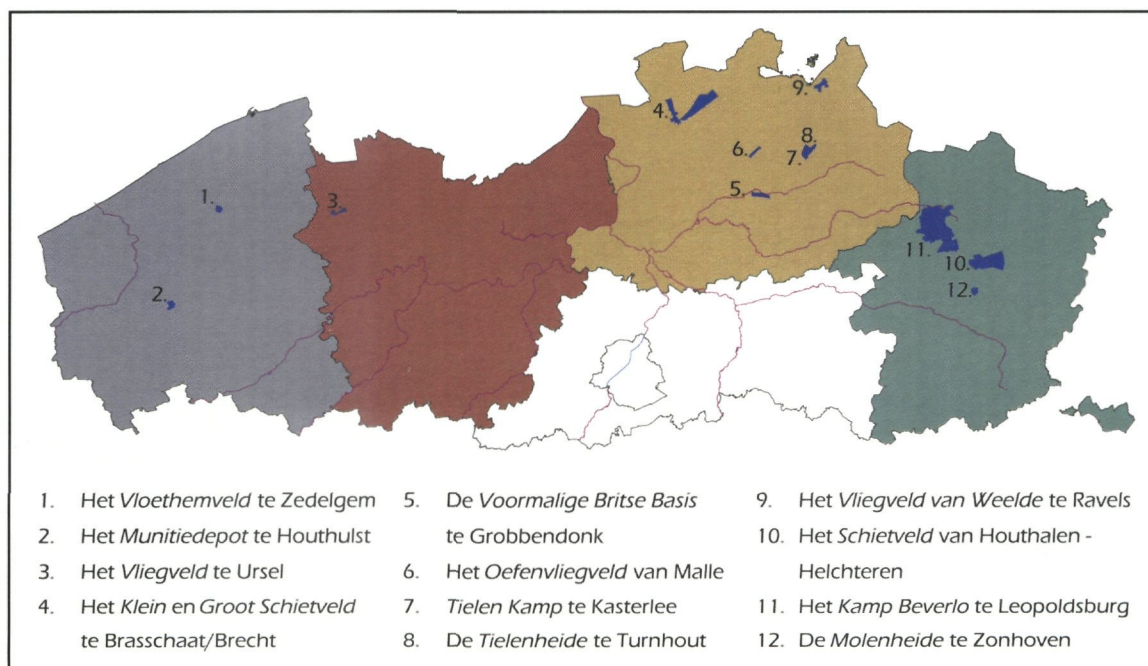 9.
4.
8.
6.
7.
5.
1.
3.
11.
10.
2.
12.
1. Het Vloethemveld te Zedelgem
2. Het Munitiedepot te Houthulst
3. Het Vliegveld te Ursel
4. Het Klein en Groot Schietveld
te Brasschaat/Brecht
5. De Voormalige Britse Basis
te Grobbendonk
6. Het Oefenvliegveld van Malle
7. Tielen Kamp te Kasterlee
8. De Tielenheide te Turnhout
9. Het Vliegveld van Weelde te Ravels
10. Het Schietveld van Houthalen -
Helchteren
11. Het Kamp Beverlo te Leopoldsburg
12. De Molenheide te Zonhoven